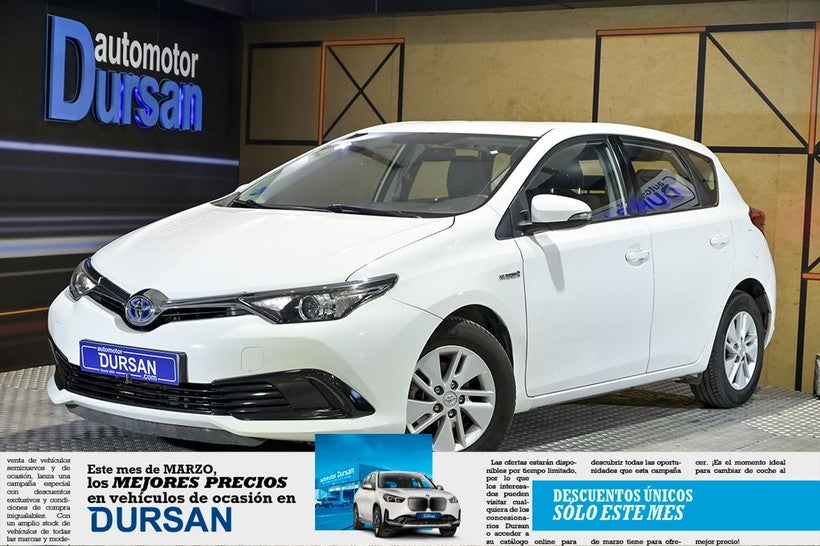 automotor
Dursan
automotor
DURSAN
.com
HYBRID
venta de vehículos
seminuevos y de
ocasión, lanza una
campaña especial
con descuentos
exclusivos y condi-
ciones de compra
inigualables. Con
un amplio stock de
vehículos de todas
las marcas y mode-
Este mes de MARZO,
los MEJORES PRECIOS
en vehículos de ocasión en
DURSAN
automotor Dursan
Las ofertas estarán dispo-
nibles por tiempo limitado,
por lo que
los interesa-
dos pueden
visitar cual-
quiera de los
concesiona-
rios Dursan
o acceder a
su catálogo online para
descubrir todas las oportu-
nidades que esta campaña
de marzo tiene para ofre-
cer. ¡Es el momento ideal
para cambiar de coche al
mejor precio!
DESCUENTOS ÚNICOS
SÓLO ESTE MES